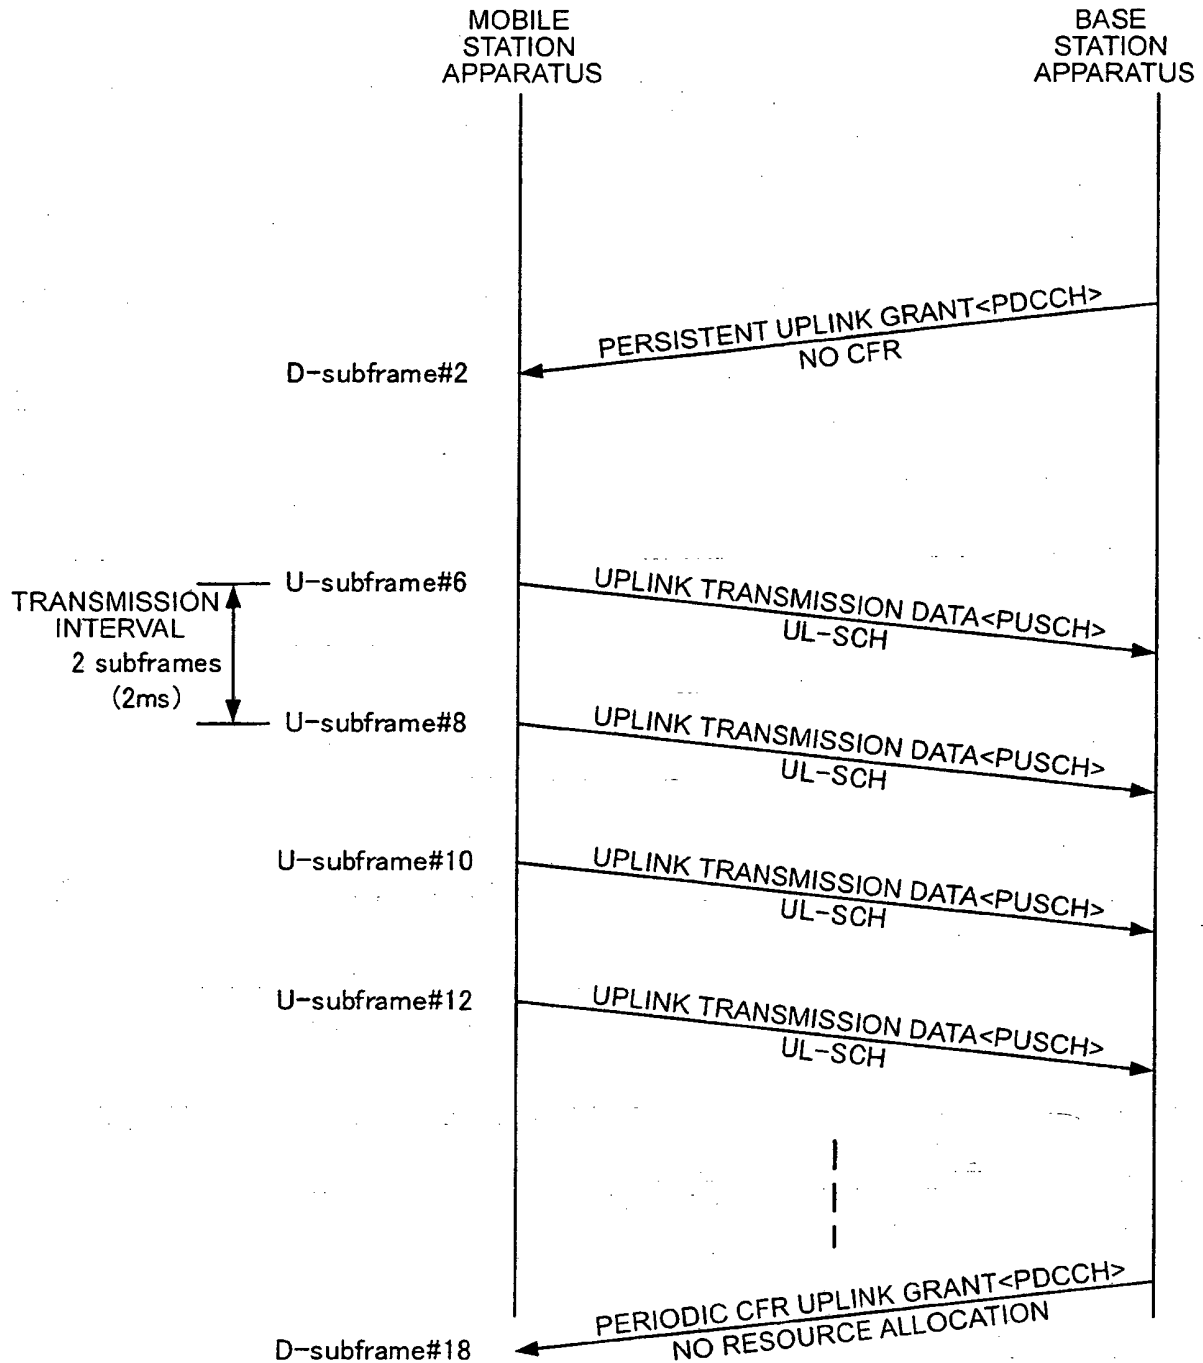 MOBILE
STATION
APPARATUS
BASE
STATION
APPARATUS
PERSISTENT UPLINK GRANT<PDCCH>
NO CFR
D-subframe#2
U-subframe#6
UPLINK TRANSMISSION DATA<PUSCH>
UL-SCH
TRANSMISSION
INTERVAL
2 subframes
(2ms)
U-subframe#8
UPLINK TRANSMISSION DATA<PUSCH>
UL-SCH
U-subframe#10
UPLINK TRANSMISSION DATA<PUSCH>
UL-SCH
U-subframe#12
UPLINK TRANSMISSION DATA<PUSCH>
UL-SCH
PERIODIC CFR UPLINK GRANT<PDCCH>
NO RESOURCE ALLOCATION
D-subframe#18